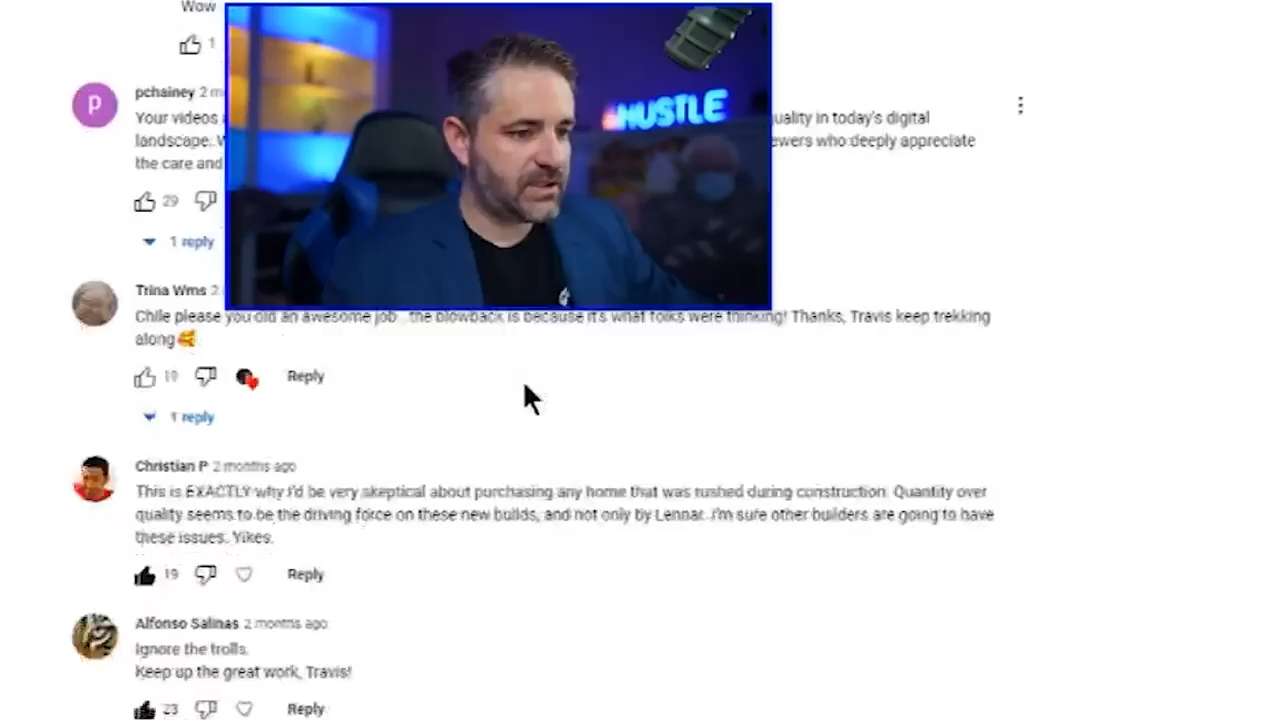 Wow
1
HUSTLE
P
pchainey 2 m
Your videos
uality in today's digital
landscape. W
ewers who deeply appreciate
the care and
29
1 reply
Trina Wms 2
Chile please you did an awesome job.. the blowback is because it's what folks were thinking! Thanks, Travis keep trekking
along🥰
19
Reply
1 reply
Christian P 2 months ago
This is EXACTLY why I'd be very skeptical about purchasing any home that was rushed during construction. Quantity over
quality seems to be the driving force on these new builds, and not only by Lennar. I'm sure other builders are going to have
these issues. Yikes.
19
Reply
Alfonso Salinas 2 months ago
Ignore the trolls.
Keep up the great work, Travis!
23
Reply